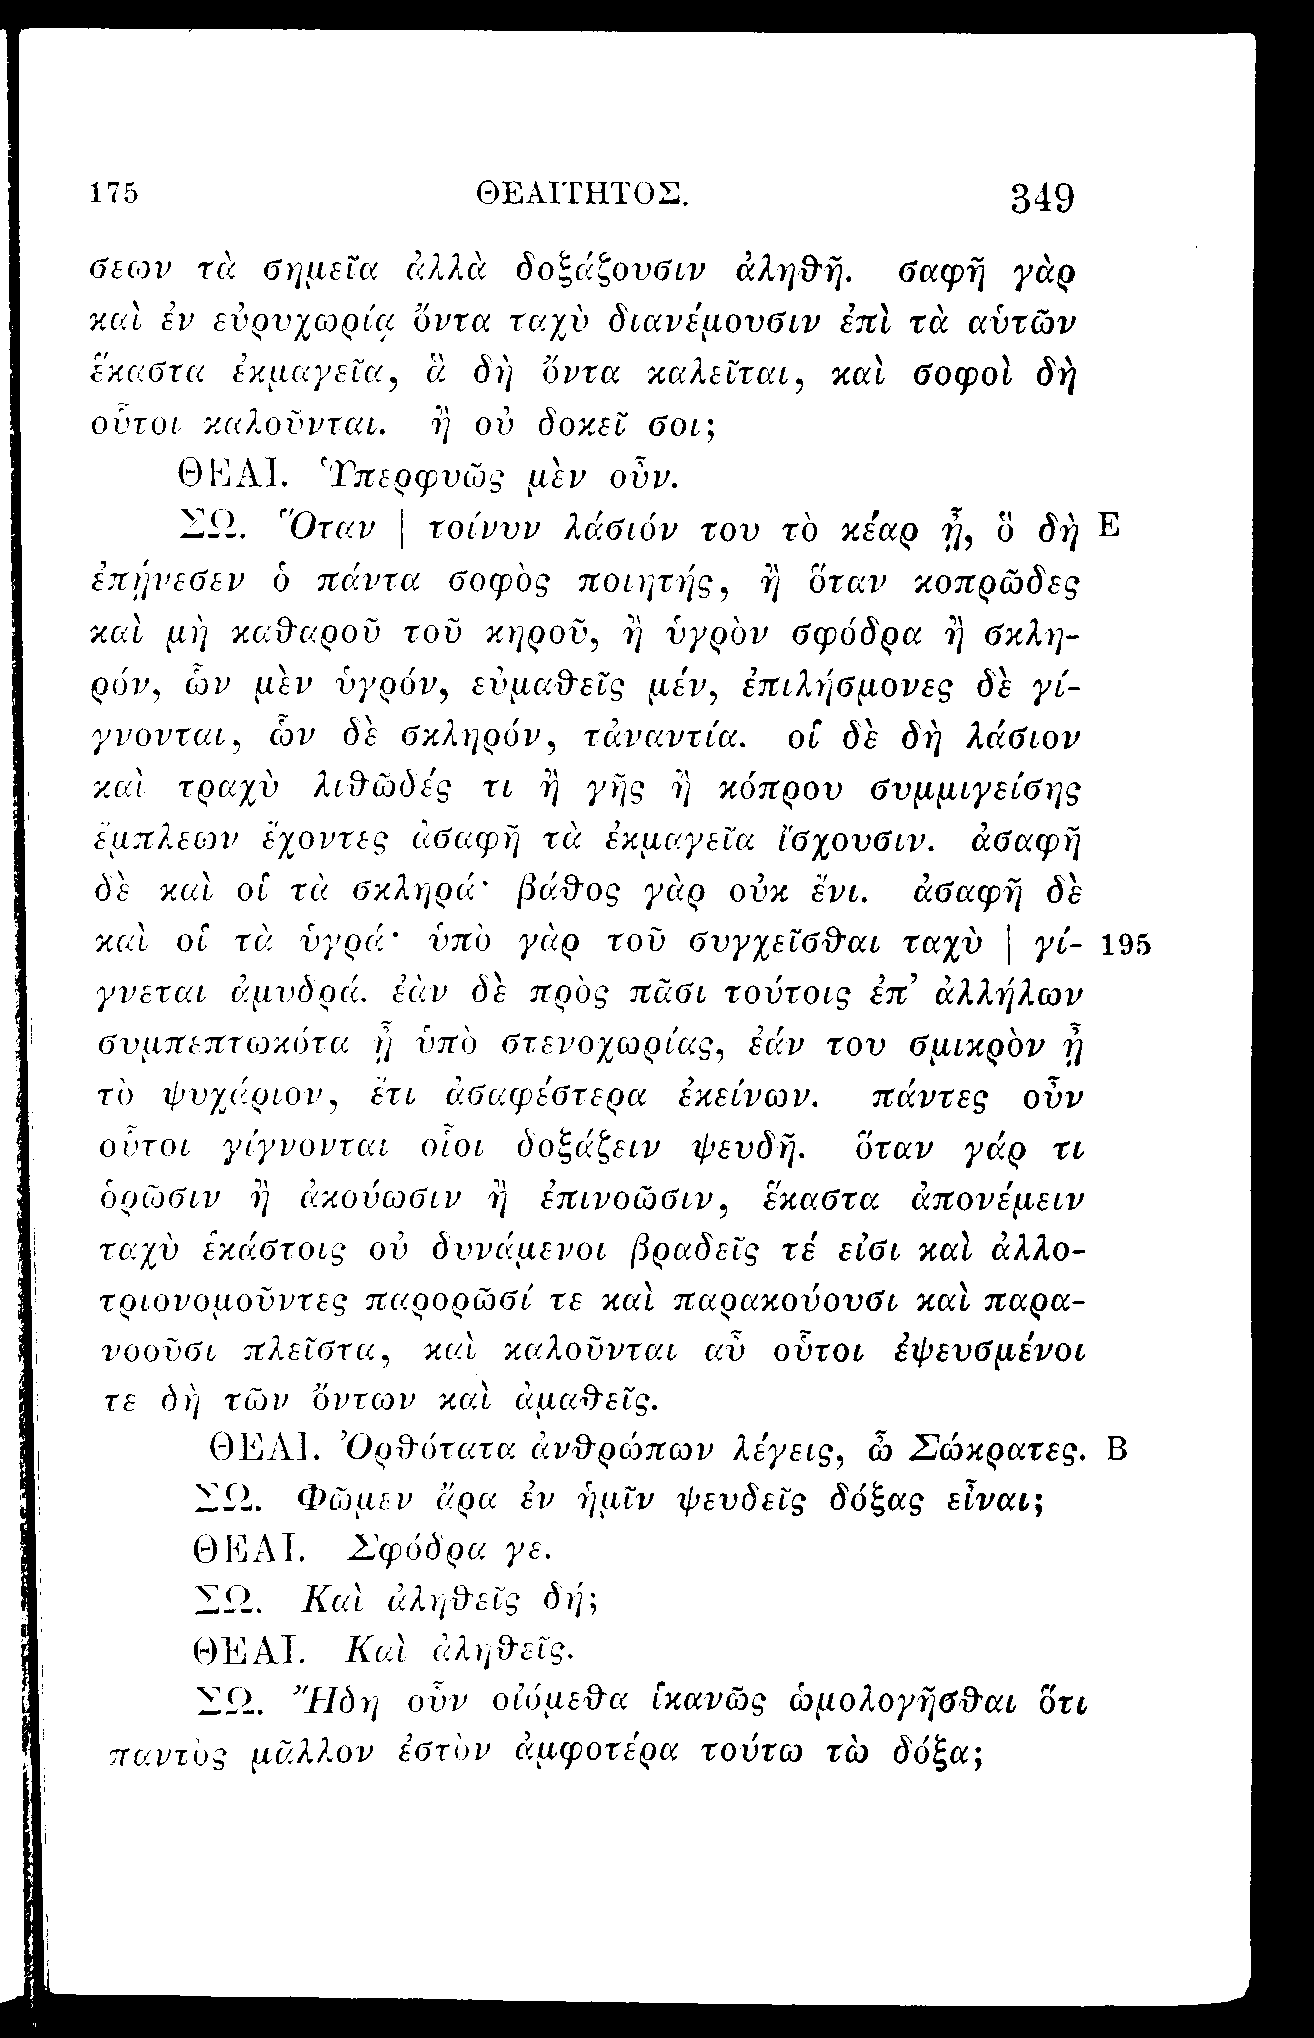 175 ΘΕΑΙΤΗΤΟΣ. 349
σεων τὰ σημεῖα ἀλλὰ δοξάζουσιν ἀληθῆ. σαφῆ γὰρ
καὶ ἐν εὐρυχωρίᾳ ὄντα ταχὺ διανέμουσιν ἐπὶ τὰ αὑτῶν
ἕκαστα ἐκμαγεῖα, ἃ δὴ ὄντα καλεῖται, καὶ σοφοὶ δὴ
οὗτοι καλοῦνται. ἢ οὐ δοκεῖ σοι;
ΘΕΑΙ. Ὑπερφυῶς μὲν οὖν.
ΣΩ. Ὅταν | τοίνυν λάσιόν του τὸ κέαρ ᾖ, ὃ δὴ E
ἐπῄνεσεν ὁ πάντα σοφὸς ποιητής, ἢ ὅταν κοπρῶδες
καὶ μὴ καθαροῦ τοῦ κηροῦ, ἢ ὑγρὸν σφόδρα ἢ σκλη-
ρόν, ὧν μὲν ὑγρόν, εὐμαθεῖς μέν, ἐπιλήσμονες δὲ γί-
γνονται, ὧν δὲ σκληρόν, τἀναντία. οἱ δὲ δὴ λάσιον
καὶ τραχὺ λιθῶδές τι ἢ γῆς ἢ κόπρου συμμιγείσης
ἔμπλεων ἔχοντες ἀσαφῆ τὰ ἐκμαγεῖα ἴσχουσιν. ἀσαφῆ
δὲ καὶ οἱ τὰ σκληρά· βάθος γὰρ οὐκ ἔνι. ἀσαφῆ δὲ
καὶ οἱ τὰ ὑγρά· ὑπὸ γὰρ τοῦ συγχεῖσθαι ταχὺ | γί- 195
γνεται ἀμυδρά. ἐὰν δὲ πρὸς πᾶσι τούτοις ἐπ’ ἀλλήλων
συμπεπτωκότα ᾖ ὑπὸ στενοχωρίας, ἐάν του σμικρὸν ᾖ
τὸ ψυχάριον, ἔτι ἀσαφέστερα ἐκείνων. πάντες οὖν
οὗτοι γίγνονται οἷοι δοξάζειν ψευδῆ. ὅταν γάρ τι
ὁρῶσιν ἢ ἀκούωσιν ἢ ἐπινοῶσιν, ἕκαστα ἀπονέμειν
ταχὺ ἑκάστοις οὐ δυνάμενοι βραδεῖς τέ εἰσι καὶ ἀλλο-
τριονομοῦντες παρορῶσί τε καὶ παρακούουσι καὶ παρα-
νοοῦσι πλεῖστα, καὶ καλοῦνται αὖ οὗτοι ἐψευσμένοι
τε δὴ τῶν ὄντων καὶ ἀμαθεῖς.
ΘΕΑΙ. Ὀρθότατα ἀνθρώπων λέγεις, ὦ Σώκρατες. B
ΣΩ. Φῶμεν ἄρα ἐν ἡμῖν ψευδεῖς δόξας εἶναι;
ΘΕΑΙ. Σφόδρα γε.
ΣΩ. Καὶ ἀληθεῖς δή;
ΘΕΑΙ. Καὶ ἀληθεῖς.
ΣΩ. Ἤδη οὖν οἰόμεθα ἱκανῶς ὡμολογῆσθαι ὅτι
παντὸς μᾶλλον ἐστὸν ἀμφοτέρα τούτω τὼ δόξα;